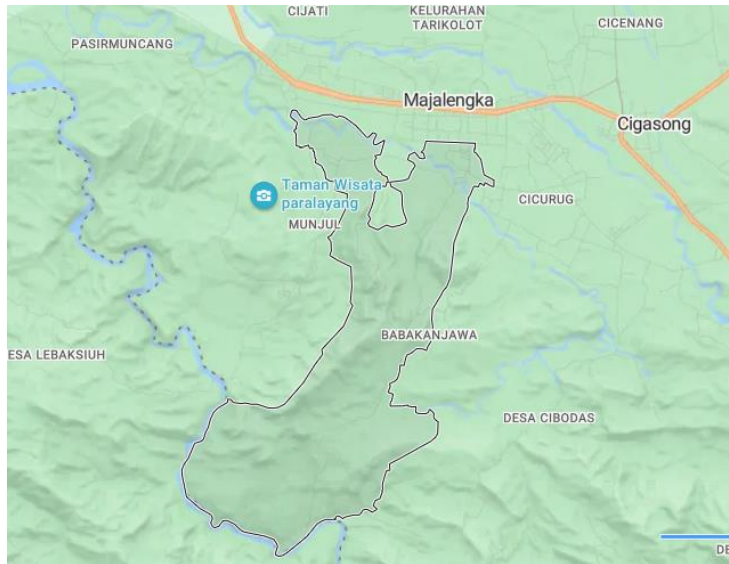 CIJATI
KELURAHAN
TARIKOLOT
CICENANG
PASIRMUNCANG
Majalengka
Cigasong
Taman Wisata
paralayang
CICURUG
MUNJUL
BABAKANJAWA
ESA LEBAKSIUH
DESA CIBODAS
DE